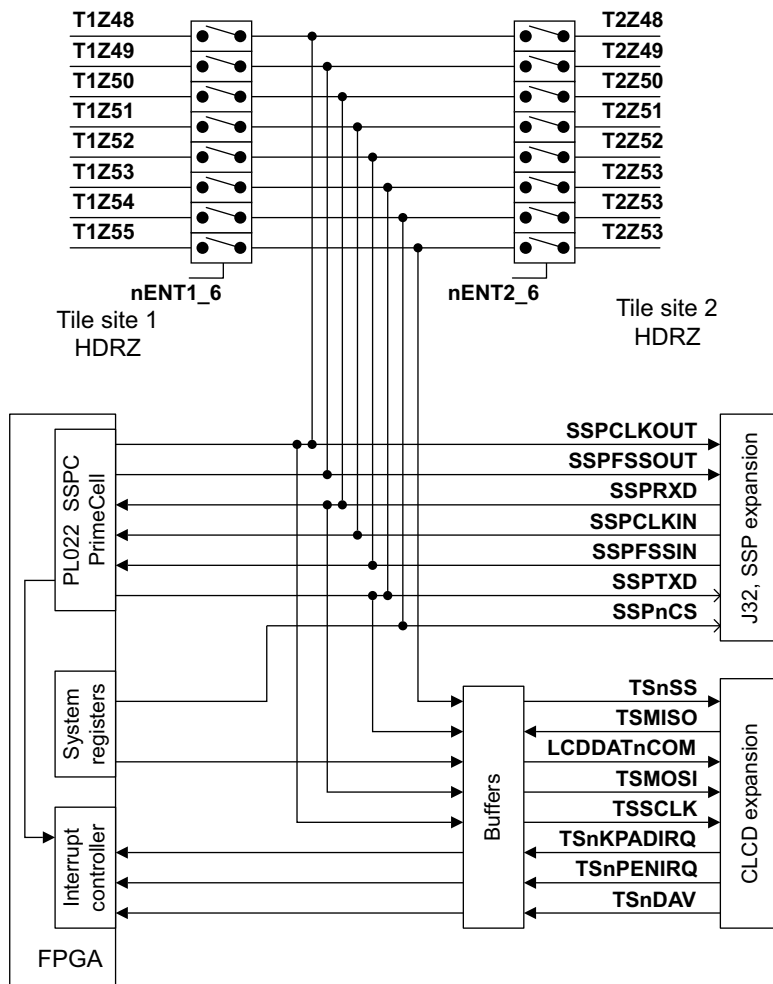 T1Z48
T1Z49
T1Z50
T1Z51
T1Z52
T1Z53
T1Z54
T1Z55
nENT1_6
Tile site 1
HDRZ
T2Z48
T2Z49
T2Z50
T2Z51
T2Z52
T2Z53
T2Z53
T2Z53
nENT2_6
Tile site 2
HDRZ
PL022 SSPC
PrimeCell
System
registers
Interrupt
controller
FPGA
SSPCLKOUT
SSPFSSOUT
SSPRXD
SSPCLKIN
SSPFSSIN
SSPTXD
SSPnCS
J32, SSP expansion
Buffers
TSnSS
TSMISO
LCDDATnCOM
TSMOSI
TSSCLK
TSnKPADIRQ
TSnPENIRQ
TSnDAV
CLCD expansion